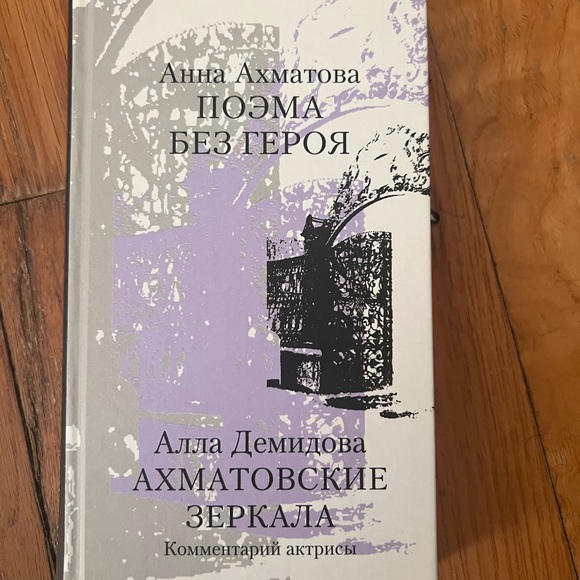 Анна Ахматова
ПОЭМА
БЕЗ ГЕРОЯ
Алла Демидова
АХМАТОВСКИЕ
ЗЕРКАЛА
Комментарий актрисы